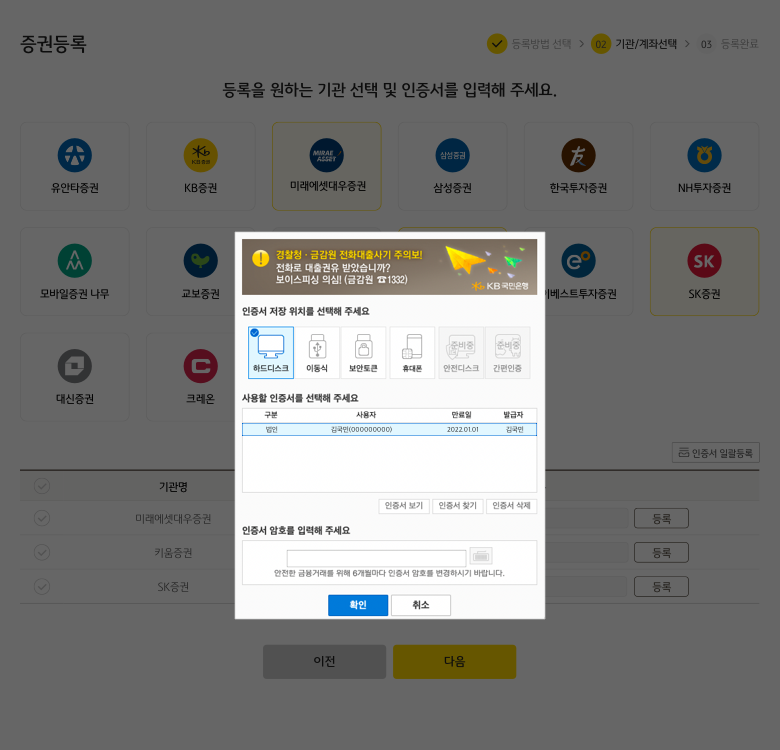 증권등록
등록방법 선택 > 02 기관/계좌선택 > 03 등록완료
등록을 원하는 기관 선택 및 인증서를 입력해 주세요.
MIRAE ASSET
삼성증권
유안타증권
KB증권
미래에셋대우증권
삼성증권
한국투자증권
NH투자증권
SK
모바일증권 나무
교보증권
이베스트투자증권
SK증권
대신증권
크레온
인증서 일괄등록
기관명
미래에셋대우증권
등록
키움증권
등록
SK증권
등록
이전
다음
경찰청 · 금감원 전화대출사기 주의보!
전화로 대출권유 받았습니까?
보이스피싱 의심! (금감원 ☎1332)
KB 국민은행
인증서 저장 위치를 선택해 주세요
준비중
준비중
하드디스크
이동식
보안토큰
휴대폰
안전디스크
간편인증
사용할 인증서를 선택해 주세요
구분 사용자 만료일 발급자
법인 김국민(000000000) 2022.01.01 김국민
인증서 보기
인증서 찾기
인증서 삭제
인증서 암호를 입력해 주세요
안전한 금융거래를 위해 6개월마다 인증서 암호를 변경하시기 바랍니다.
확인
취소